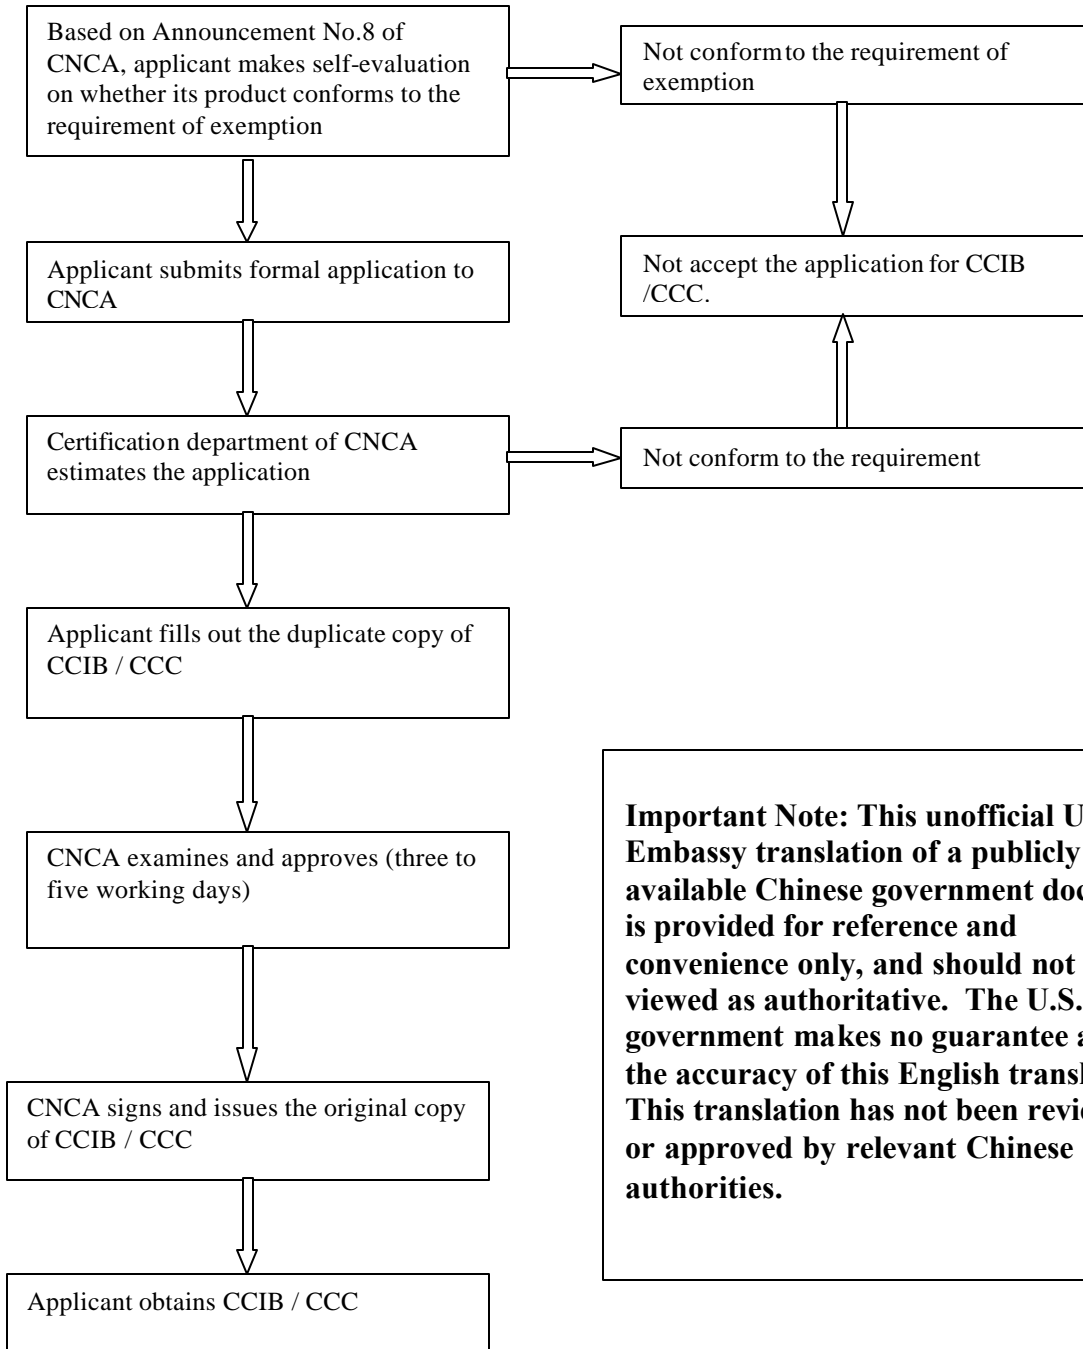 Based on Announcement No.8 of
CNCA, applicant makes self-evaluation
on whether its product conforms to the
requirement of exemption
Not conform to the requirement of
exemption
Applicant submits formal application to
CNCA
Not accept the application for CCIB
/CCC.
Certification department of CNCA
estimates the application
Not conform to the requirement
Applicant fills out the duplicate copy of
CCIB / CCC
CNCA examines and approves (three to
five working days)
CNCA signs and issues the original copy
of CCIB / CCC
Applicant obtains CCIB / CCC
Important Note: This unofficial
Embassy translation of a publicly
available Chinese government
is provided for reference and
convenience only, and should not
viewed as authoritative. The U.S.
government makes no guarantee
the accuracy of this English
This translation has not been
or approved by relevant Chinese
authorities.